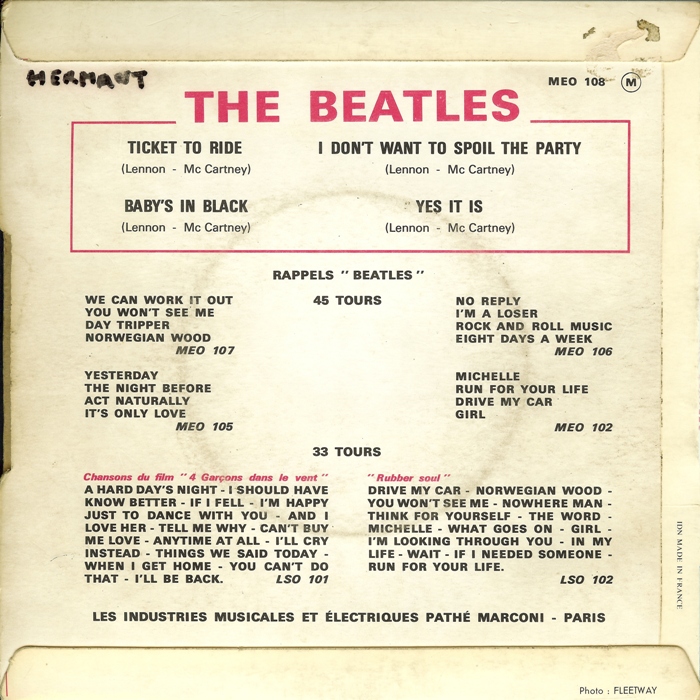 HERMANT
MEO 108 M
THE BEATLES
TICKET TO RIDE
(Lennon - Mc Cartney)
I DON'T WANT TO SPOIL THE PARTY
(Lennon - Mc Cartney)
BABY'S IN BLACK
(Lennon - Mc Cartney)
YES IT IS
(Lennon - Mc Cartney)
RAPPELS " BEATLES "
45 TOURS
WE CAN WORK IT OUT
YOU WON'T SEE ME
DAY TRIPPER
NORWEGIAN WOOD
MEO 107
NO REPLY
I'M A LOSER
ROCK AND ROLL MUSIC
EIGHT DAYS A WEEK
MEO 106
YESTERDAY
THE NIGHT BEFORE
ACT NATURALLY
IT'S ONLY LOVE
MEO 105
MICHELLE
RUN FOR YOUR LIFE
DRIVE MY CAR
GIRL
MEO 102
33 TOURS
Chansons du film " 4 Garçons dans le vent "
A HARD DAY'S NIGHT - I SHOULD HAVE
KNOW BETTER - IF I FELL - I'M HAPPY
JUST TO DANCE WITH YOU - AND I
LOVE HER - TELL ME WHY - CAN'T BUY
ME LOVE - ANYTIME AT ALL - I'LL CRY
INSTEAD - THINGS WE SAID TODAY -
WHEN I GET HOME - YOU CAN'T DO
THAT - I'LL BE BACK. LSO 101
" Rubber soul "
DRIVE MY CAR - NORWEGIAN WOOD -
YOU WON'T SEE ME - NOWHERE MAN -
THINK FOR YOURSELF - THE WORD
MICHELLE - WHAT GOES ON - GIRL -
I'M LOOKING THROUGH YOU - IN MY
LIFE - WAIT - IF I NEEDED SOMEONE -
RUN FOR YOUR LIFE.
LSO 102
IDN MADE IN FRANCE
LES INDUSTRIES MUSICALES ET ÉLECTRIQUES PATHÉ MARCONI - PARIS
Photo : FLEETWAY